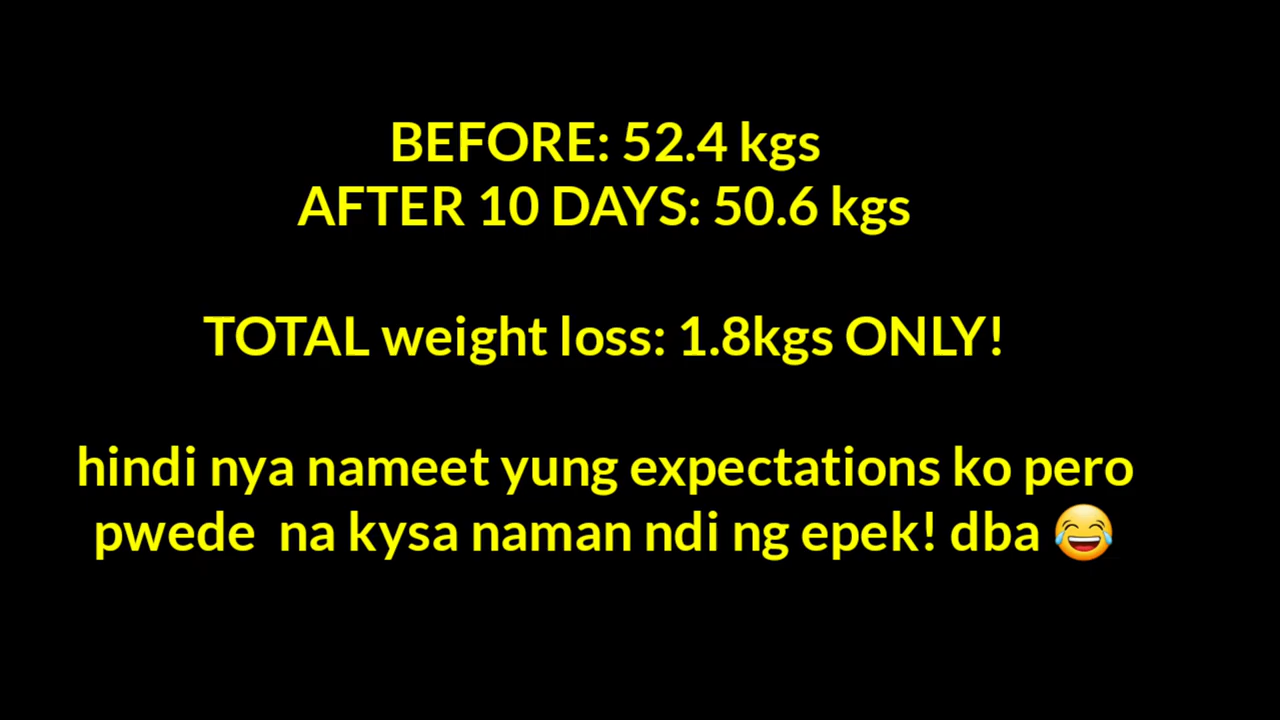 BEFORE: 52.4 kgs
AFTER 10 DAYS: 50.6 kgs
TOTAL weight loss: 1.8kgs ONLY!
hindi nya nameet yung expectations ko pero
pwede  na kysa naman ndi ng epek! dba 😂